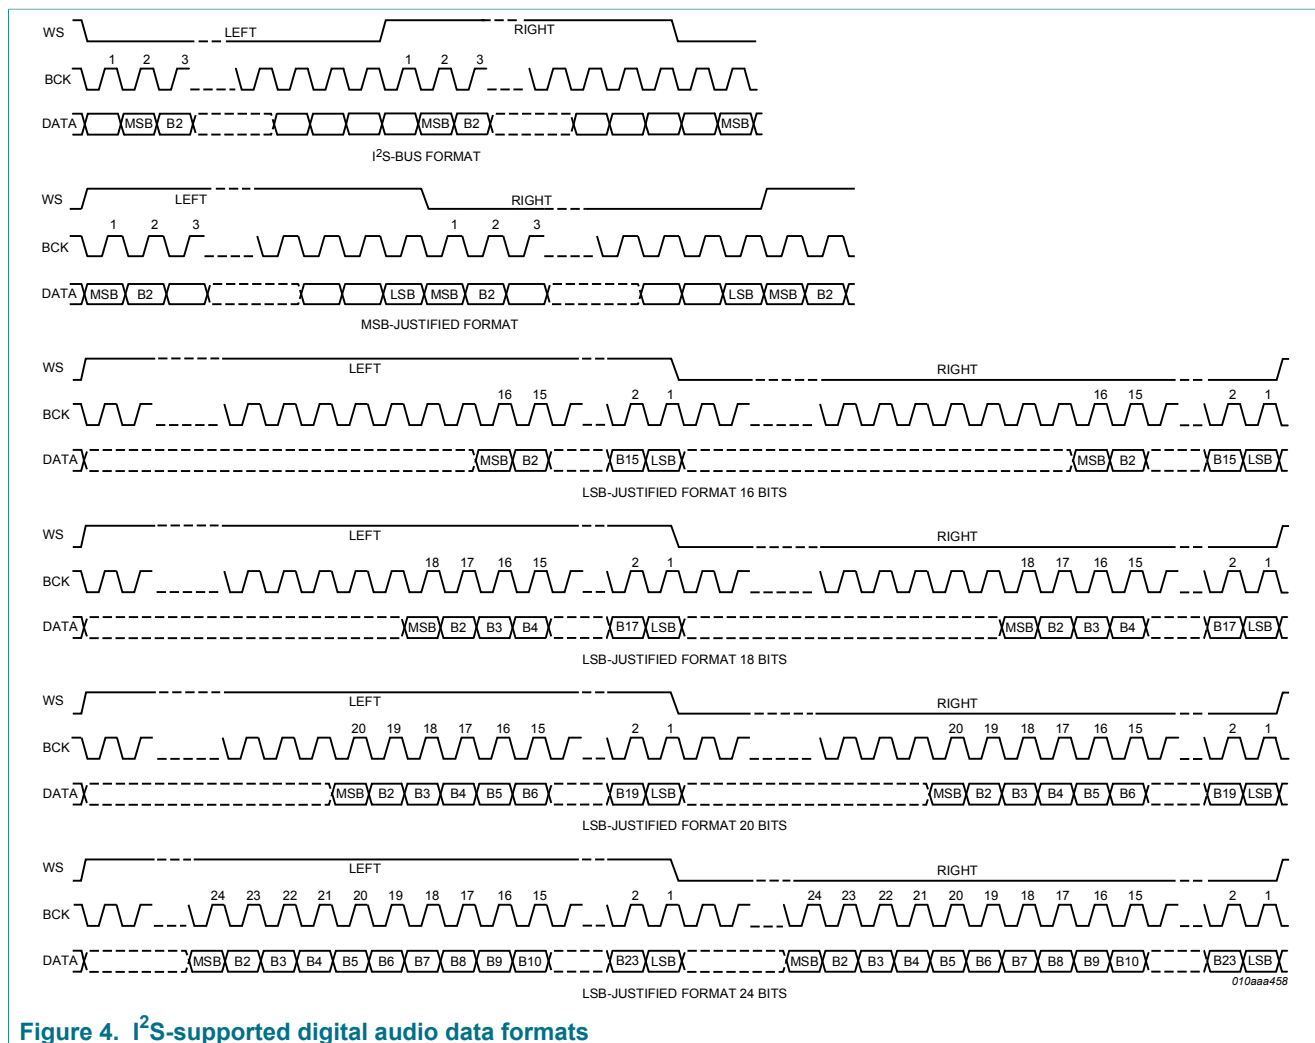 WS LEFT RIGHT
BCK 1 2 3 1 2 3
DATA MSB B2 MSB B2 MSB
I²S-BUS FORMAT
WS LEFT RIGHT
BCK 1 2 3 1 2 3
DATA MSB B2 LSB MSB B2 LSB MSB B2
MSB-JUSTIFIED FORMAT
WS LEFT RIGHT
BCK 16 15 2 1 16 15 2 1
DATA MSB B2 B15 LSB MSB B2 B15 LSB
LSB-JUSTIFIED FORMAT 16 BITS
WS LEFT RIGHT
BCK 18 17 16 15 2 1 18 17 16 15 2 1
DATA MSB B2 B3 B4 B17 LSB MSB B2 B3 B4 B17 LSB
LSB-JUSTIFIED FORMAT 18 BITS
WS LEFT RIGHT
BCK 20 19 18 17 16 15 2 1 20 19 18 17 16 15 2 1
DATA MSB B2 B3 B4 B5 B6 B19 LSB MSB B2 B3 B4 B5 B6 B19 LSB
LSB-JUSTIFIED FORMAT 20 BITS
WS LEFT RIGHT
BCK 24 23 22 21 20 19 18 17 16 15 2 1 24 23 22 21 20 19 18 17 16 15 2 1
DATA MSB B2 B3 B4 B5 B6 B7 B8 B9 B10 B23 LSB MSB B2 B3 B4 B5 B6 B7 B8 B9 B10 B23 LSB
LSB-JUSTIFIED FORMAT 24 BITS
010aaa458
Figure 4. I²S-supported digital audio data formats